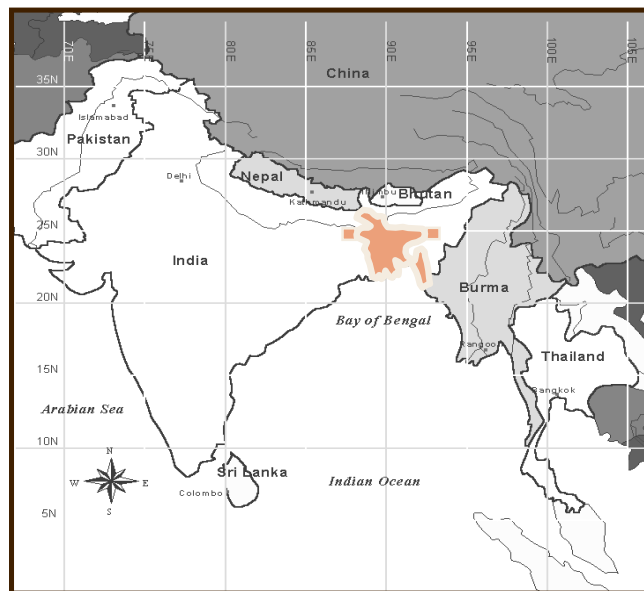 70E
75E
80E
85E
90E
95E
100E
105E
China
35N
Islamabad
Pakistan
30N
Delhi
Nepal
Kathmandu
Bhutan
25N
India
Burma
20N
Bay of Bengal
Thailand
15N
Bangkok
Arabian Sea
10N
N
W
E
S
Sri Lanka
Colombo
Indian Ocean
5N